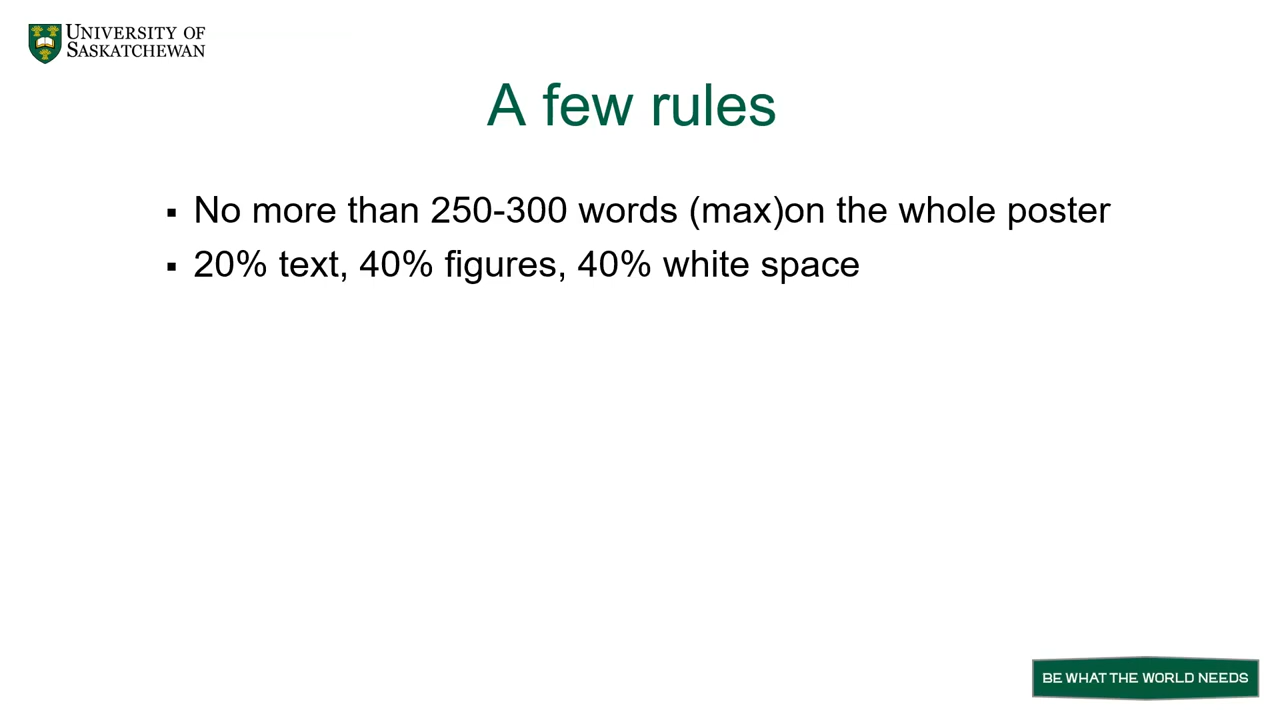 UNIVERSITY OF
SASKATCHEWAN
A few rules
▪ No more than 250-300 words (max)on the whole poster
▪ 20% text, 40% figures, 40% white space
BE WHAT THE WORLD NEEDS